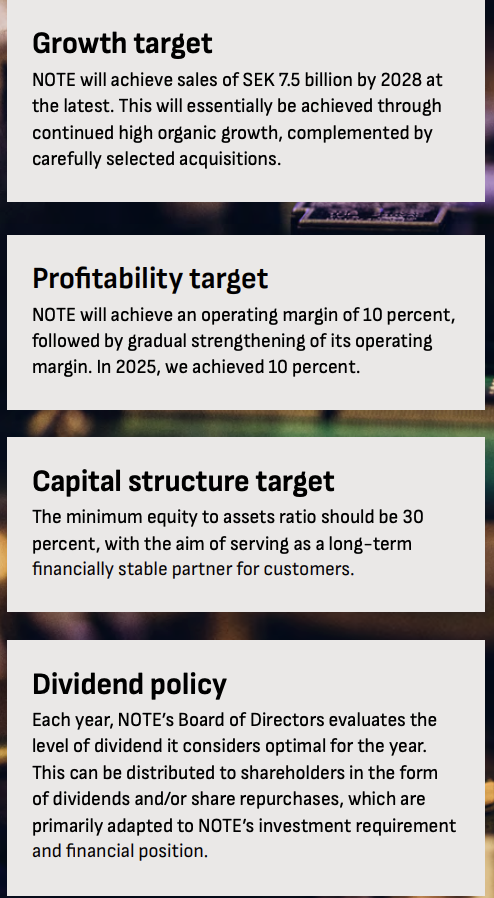 Growth target
NOTE will achieve sales of SEK 7.5 billion by 2028 at
the latest. This will essentially be achieved through
continued high organic growth, complemented by
carefully selected acquisitions.
Profitability target
NOTE will achieve an operating margin of 10 percent,
followed by gradual strengthening of its operating
margin. In 2025, we achieved 10 percent.
Capital structure target
The minimum equity to assets ratio should be 30
percent, with the aim of serving as a long-term
financially stable partner for customers.
Dividend policy
Each year, NOTE’s Board of Directors evaluates the
level of dividend it considers optimal for the year.
This can be distributed to shareholders in the form
of dividends and/or share repurchases, which are
primarily adapted to NOTE’s investment requirement
and financial position.